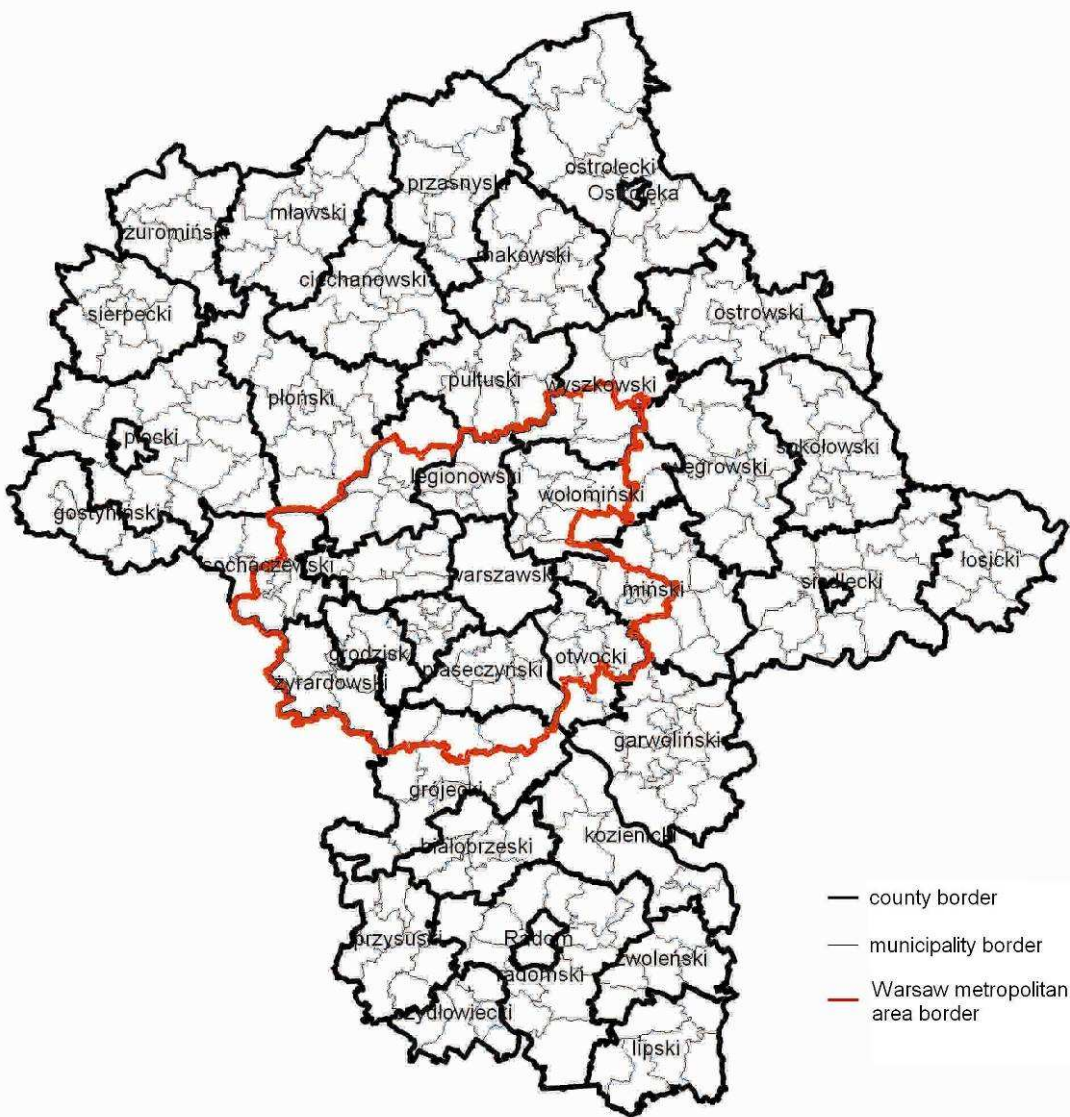 ostrołęcki
Ostrołęka
przasnyski
mławski
żuromiński
makowski
ciechanowski
sierpecki
ostrowski
pułtuski
wyszkowski
płoński
płocki
sokołowski
węgrowski
legionowski
wołomiński
gostyniński
sochaczewski
warszawski
miński
siedlecki
łosicki
grodziski
otwocki
piaseczyński
żyrardowski
garwoliński
grójecki
kozienicki
białobrzeski
county border
przysuski
Radom
municipality border
zwoleński
radomski
Warsaw metropolitan
area border
szydłowiecki
lipski